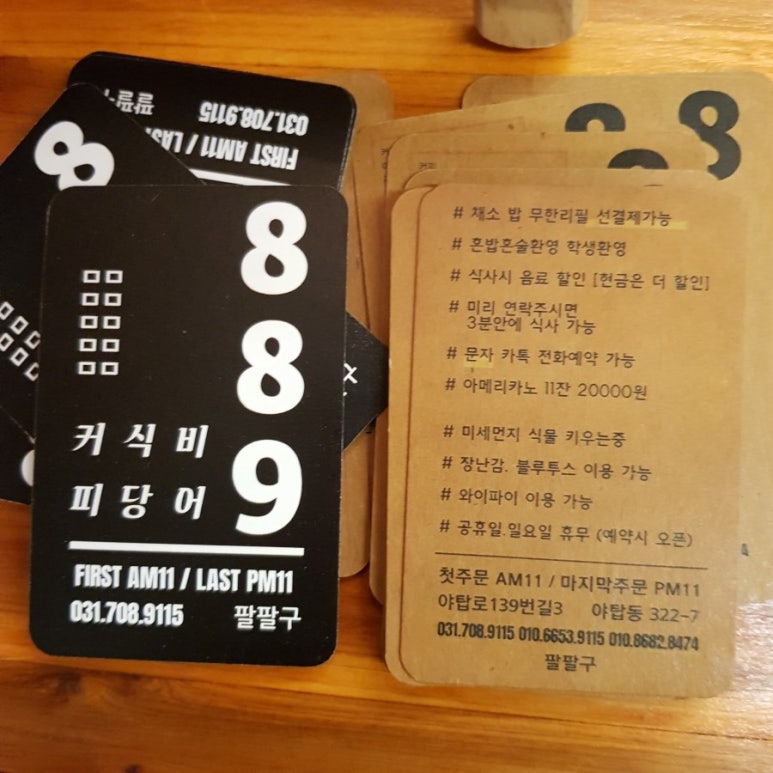 8
8
9
커 식 비
피 당 어
FIRST AM11 / LAST PM11
031.708.9115 팔팔구
031.708.9115 팔팔구
FIRST AM11 / LAST
8
8
# 채소 밥 무한리필 선결제가능
# 혼밥혼술환영 학생환영
# 식사시 음료 할인 [현금은 더 할인]
# 미리 연락주시면
3분안에 식사 가능
# 문자 카톡 전화예약 가능
# 아메리카노 11잔 20000원
# 미세먼지 식물 키우는중
# 장난감. 블루투스 이용 가능
# 와이파이 이용 가능
# 공휴일.일요일 휴무 (예약시 오픈)
첫주문 AM11 / 마지막주문 PM11
야탑로139번길3 야탑동 322-7
031.708.9115 010.6653.9115 010.8682.8474
팔팔구